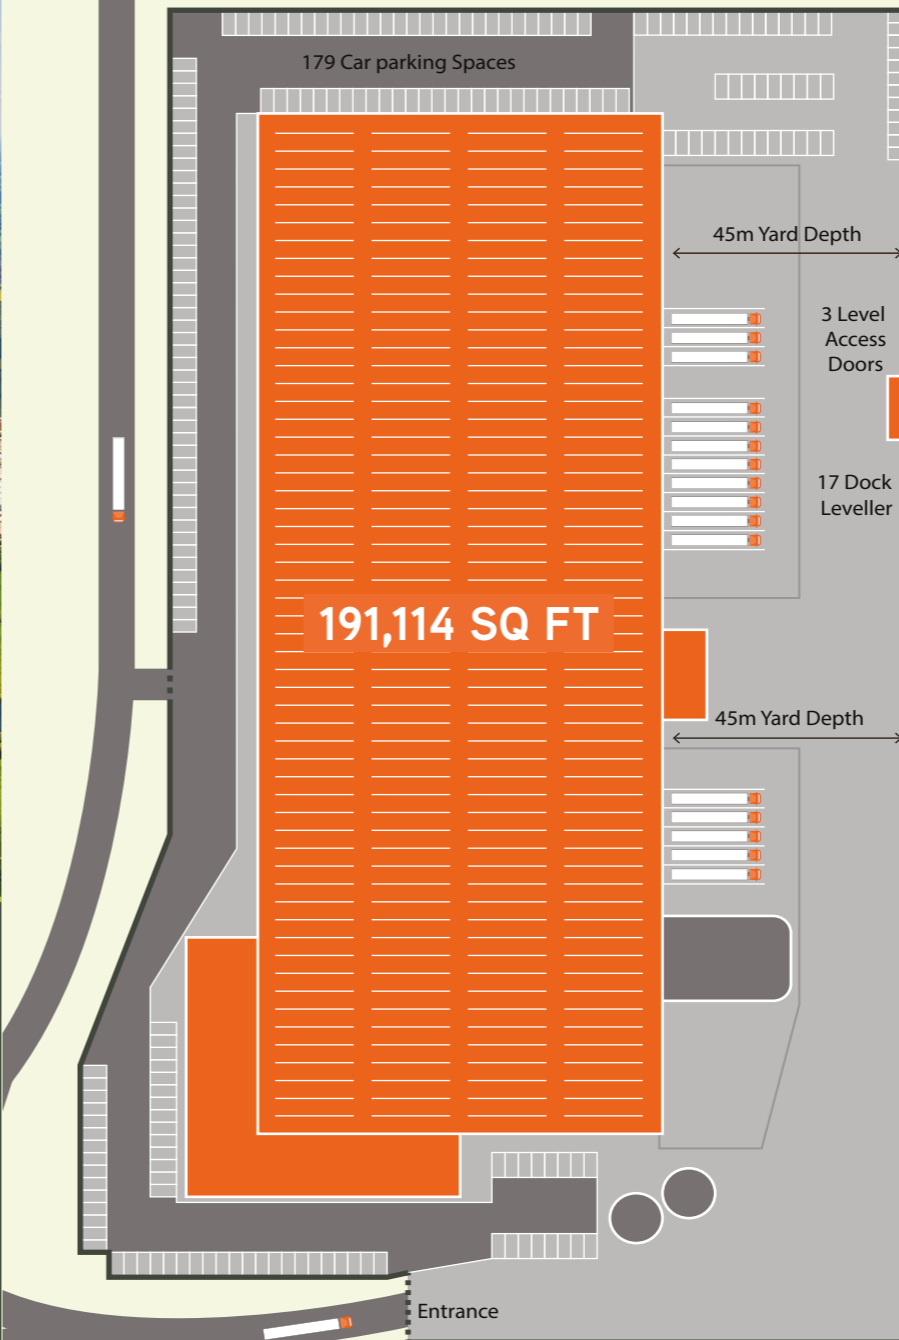 179 Car parking Spaces
45m Yard Depth
3 Level
Access
Doors
17 Dock
Leveller
191,114 SQ FT
45m Yard Depth
Entrance